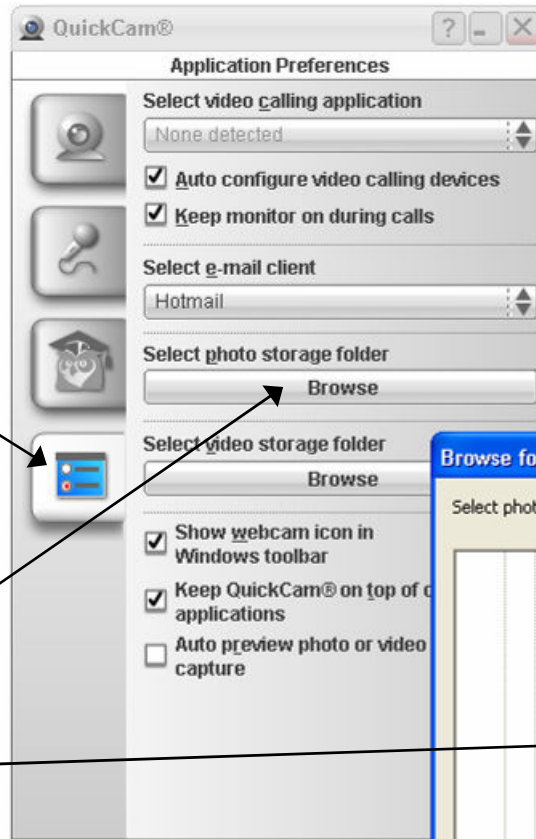 QuickCam®
Application Preferences
Select video calling application
None detected
Auto configure video calling devices
Keep monitor on during calls
Select e-mail client
Hotmail
Select photo storage folder
Browse
Select video storage folder
Browse
Browse fo
Select phot
Show webcam icon in
Windows toolbar
Keep QuickCam® on top of o
applications
Auto preview photo or video
capture